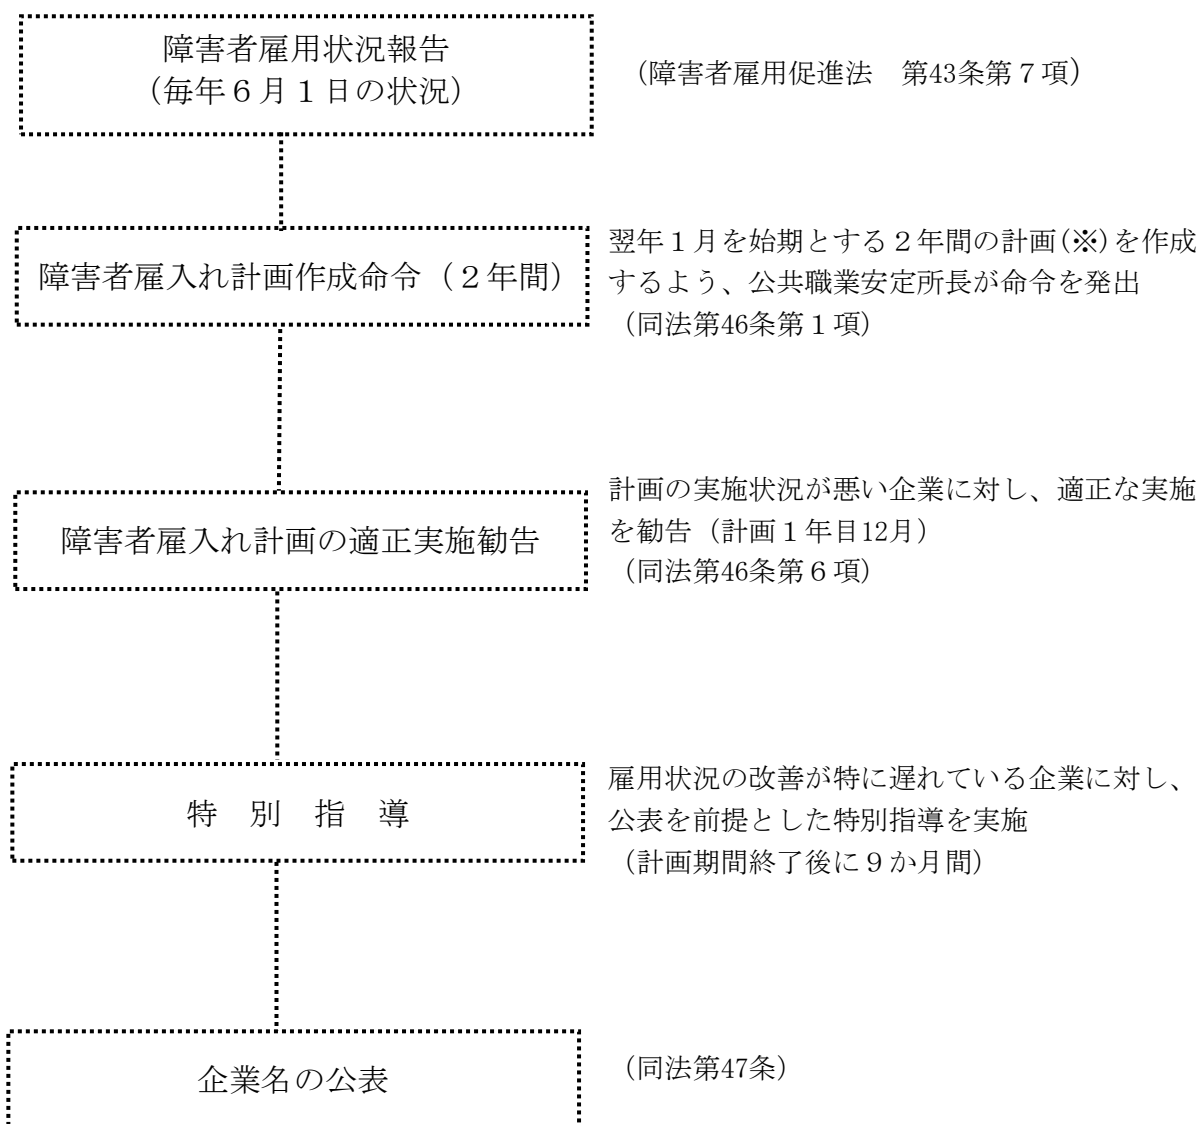 障害者雇用状況報告
（毎年６月１日の状況）
（障害者雇用促進法　第43条第７項）
障害者雇入れ計画作成命令（２年間）
翌年１月を始期とする２年間の計画(※)を作成
するよう、公共職業安定所長が命令を発出
（同法第46条第１項）
障害者雇入れ計画の適正実施勧告
計画の実施状況が悪い企業に対し、適正な実施
を勧告（計画１年目12月）
（同法第46条第６項）
特　別　指　導
雇用状況の改善が特に遅れている企業に対し、
公表を前提とした特別指導を実施
（計画期間終了後に９か月間）
企業名の公表
（同法第47条）